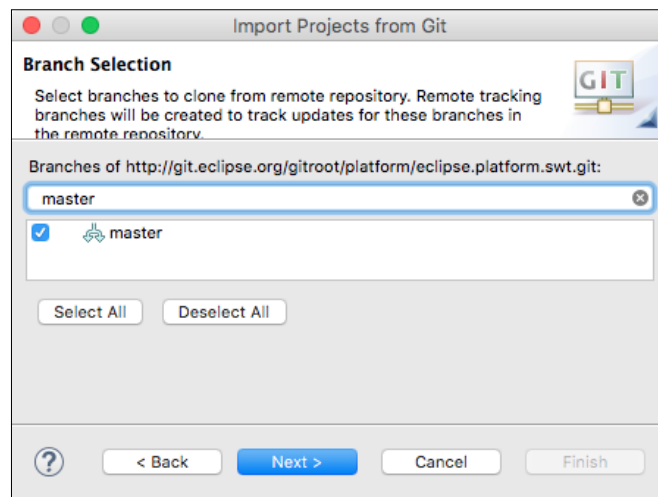 Import Projects from Git
Branch Selection
GIT
Select branches to clone from remote repository. Remote tracking
branches will be created to track updates for these branches in
the remote repository.
Branches of http://git.eclipse.org/gitroot/platform/eclipse.platform.swt.git:
master
master
Select All Deselect All
? < Back Next > Cancel Finish